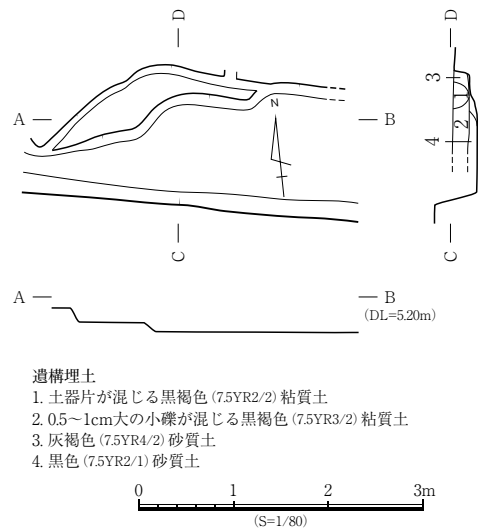 D
D
3
1
A
N
B
2
4
C
C
A
B
(DL=5.20m)
遺構埋土
1. 土器片が混じる黒褐色(7.5YR2/2)粘質土
2. 0.5〜1cm大の小礫が混じる黒褐色(7.5YR3/2)粘質土
3. 灰褐色(7.5YR4/2)砂質土
4. 黒色(7.5YR2/1)砂質土
0 1 2 3m
(S=1/80)